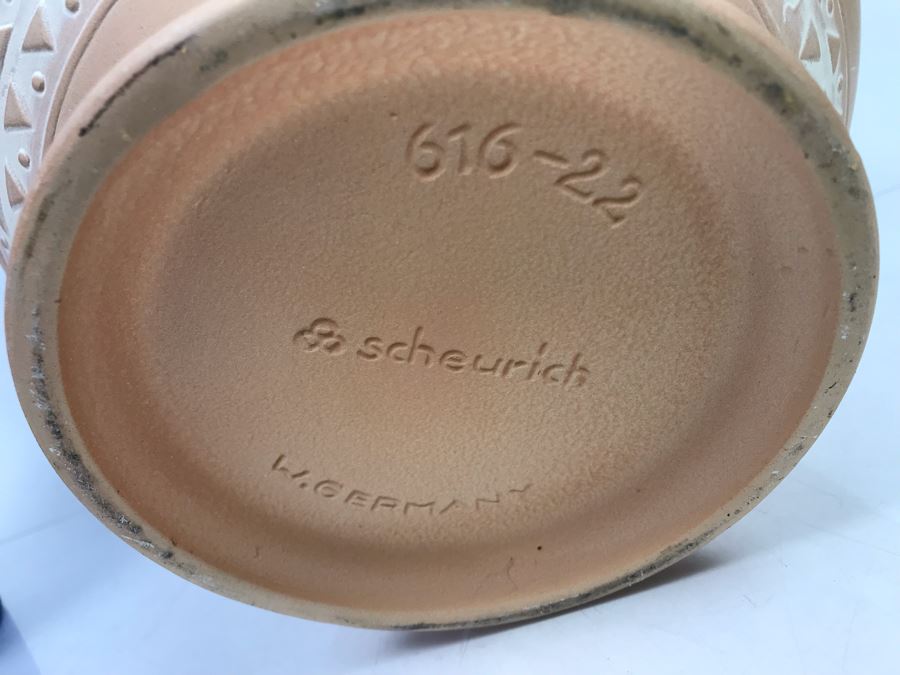 616-22
scheurich
W. GERMANY